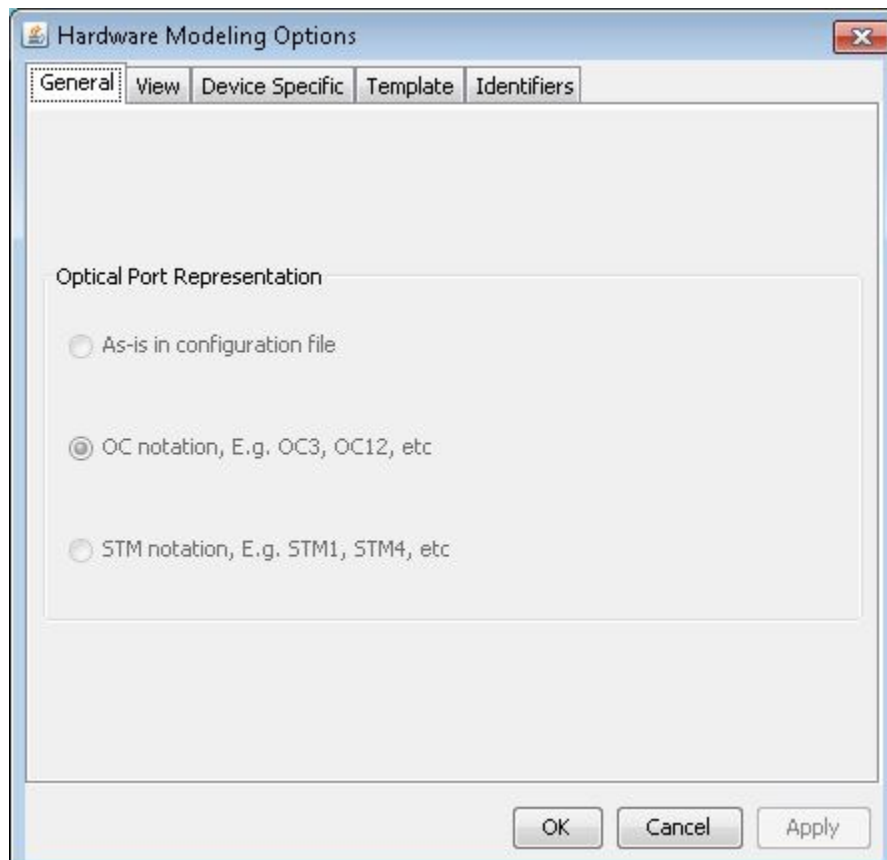 Hardware Modeling Options
General View Device Specific Template Identifiers
Optical Port Representation
As-is in configuration file
OC notation, E.g. OC3, OC12, etc
STM notation, E.g. STM1, STM4, etc
OK Cancel Apply